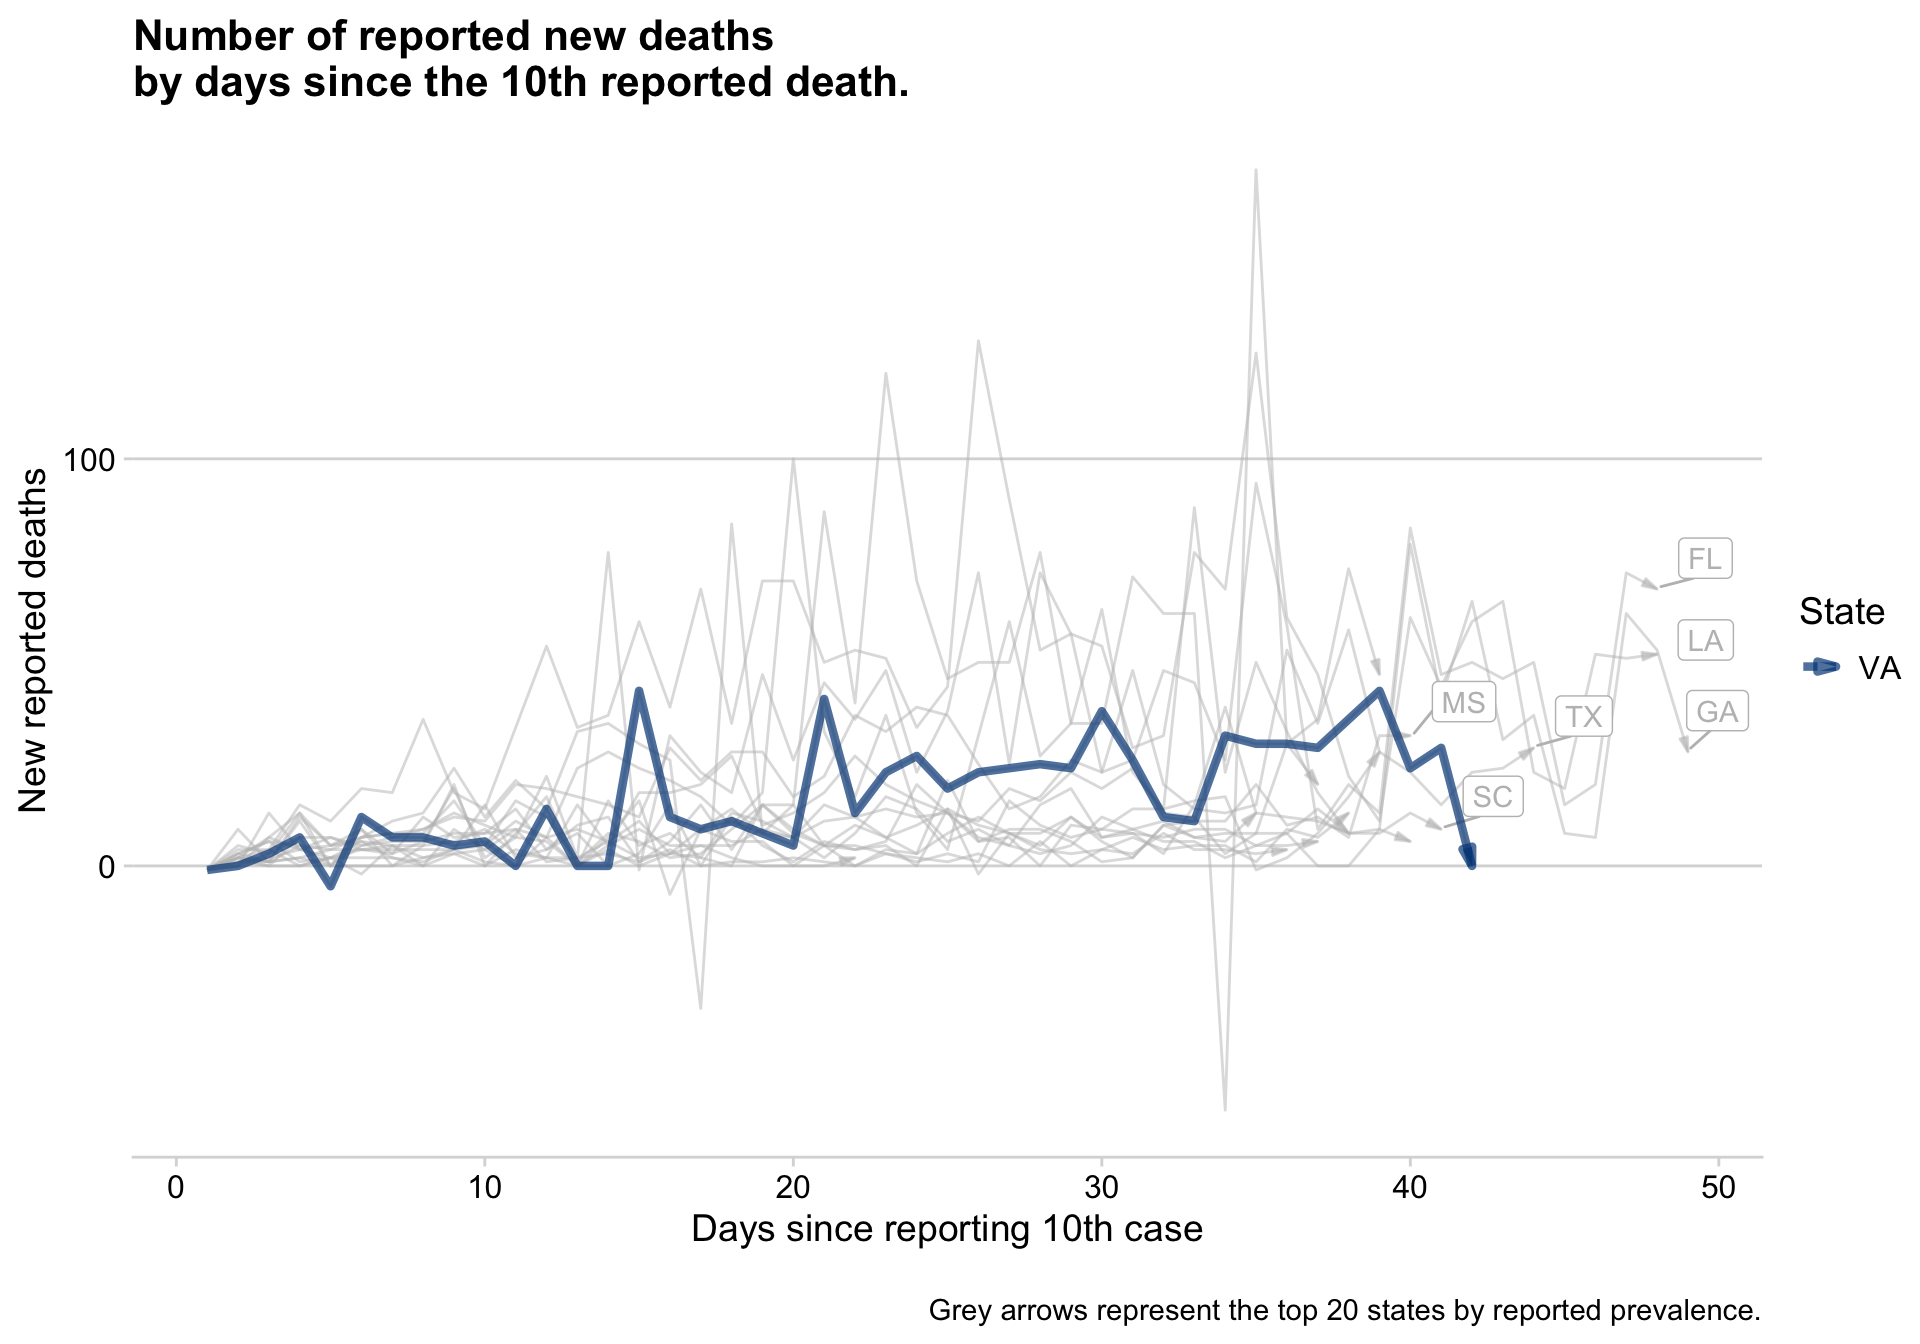 Number of reported new deaths
by days since the 10th reported death.
New reported deaths
100
0
FL
LA
MS
TX
GA
SC
State
VA
0 10 20 30 40 50
Days since reporting 10th case
Grey arrows represent the top 20 states by reported prevalence.